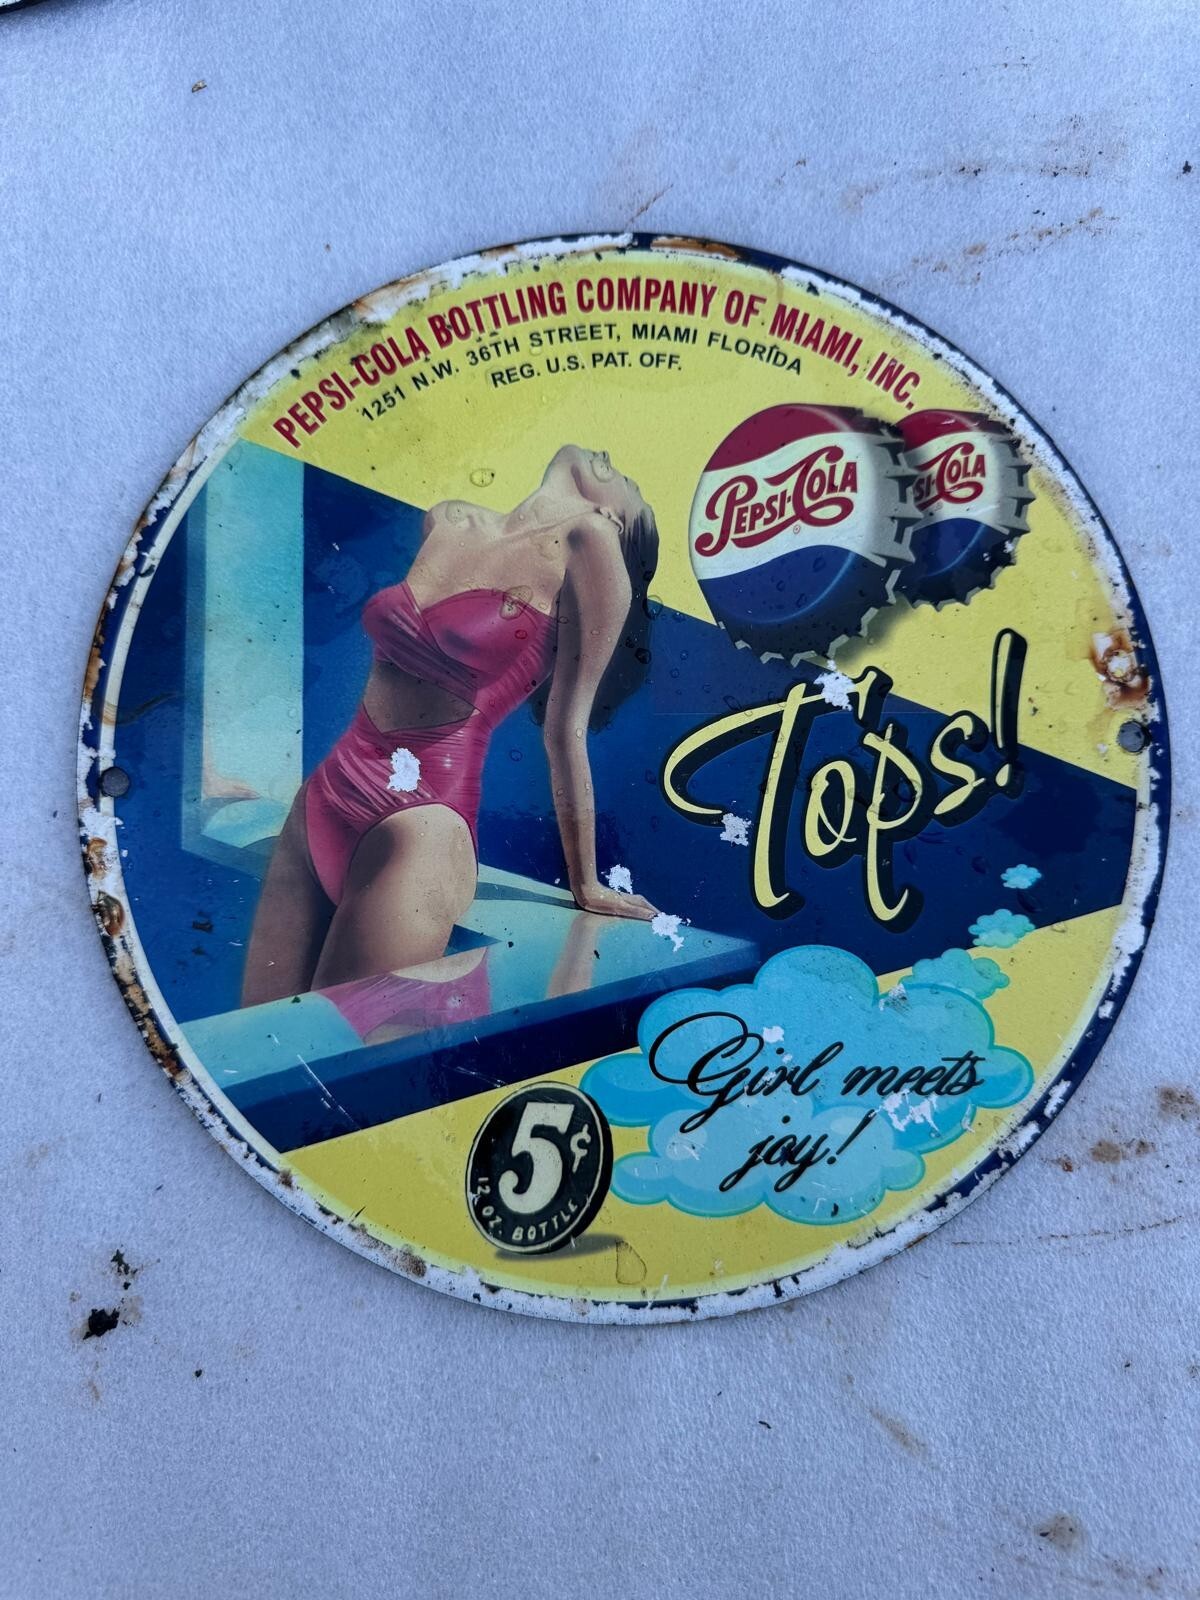 PEPSI-COLA BOTTLING COMPANY OF MIAMI, INC.
1251 N.W. 36TH STREET, MIAMI FLORIDA
REG. U.S. PAT. OFF.
PEPSI-COLA
SI-COLA
Tops!
Girl meets
joy!
5¢
12 OZ. BOTTLE